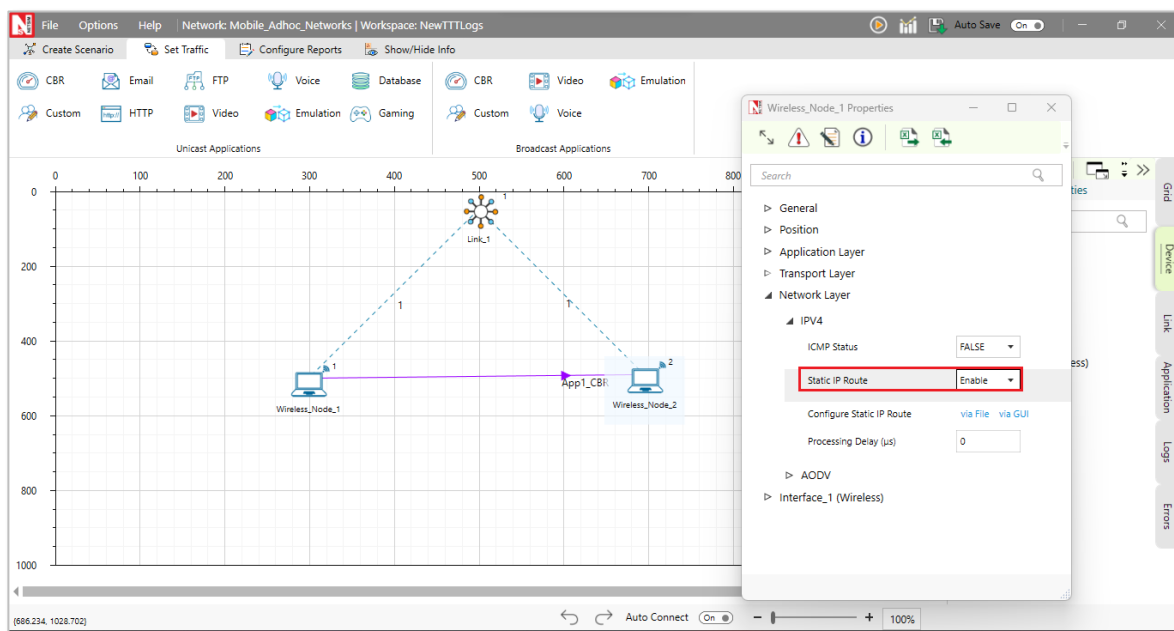 File Options Help Network: Mobile_Adhoc_Networks | Workspace: NewTTTLogs Auto Save On
Create Scenario Set Traffic Configure Reports Show/Hide Info
CBR Email FTP Voice Database CBR Video Emulation
Custom HTTP Video Emulation Gaming Custom Voice
Unicast Applications Broadcast Applications
0 100 200 300 400 500 600 700 800
0
200
400
600
800
1000
1
Link_1
1
1
1
2
App1_CBR
Wireless_Node_1
Wireless_Node_2
Wireless_Node_1 Properties
Search
General
Position
Application Layer
Transport Layer
Network Layer
IPV4
ICMP Status FALSE
Static IP Route Enable
Configure Static IP Route via File via GUI
Processing Delay (µs) 0
AODV
Interface_1 (Wireless)
ties
ess)
Grid
Device
Link
Application
Logs
Errors
(686.234, 1028.702) Auto Connect On 100%